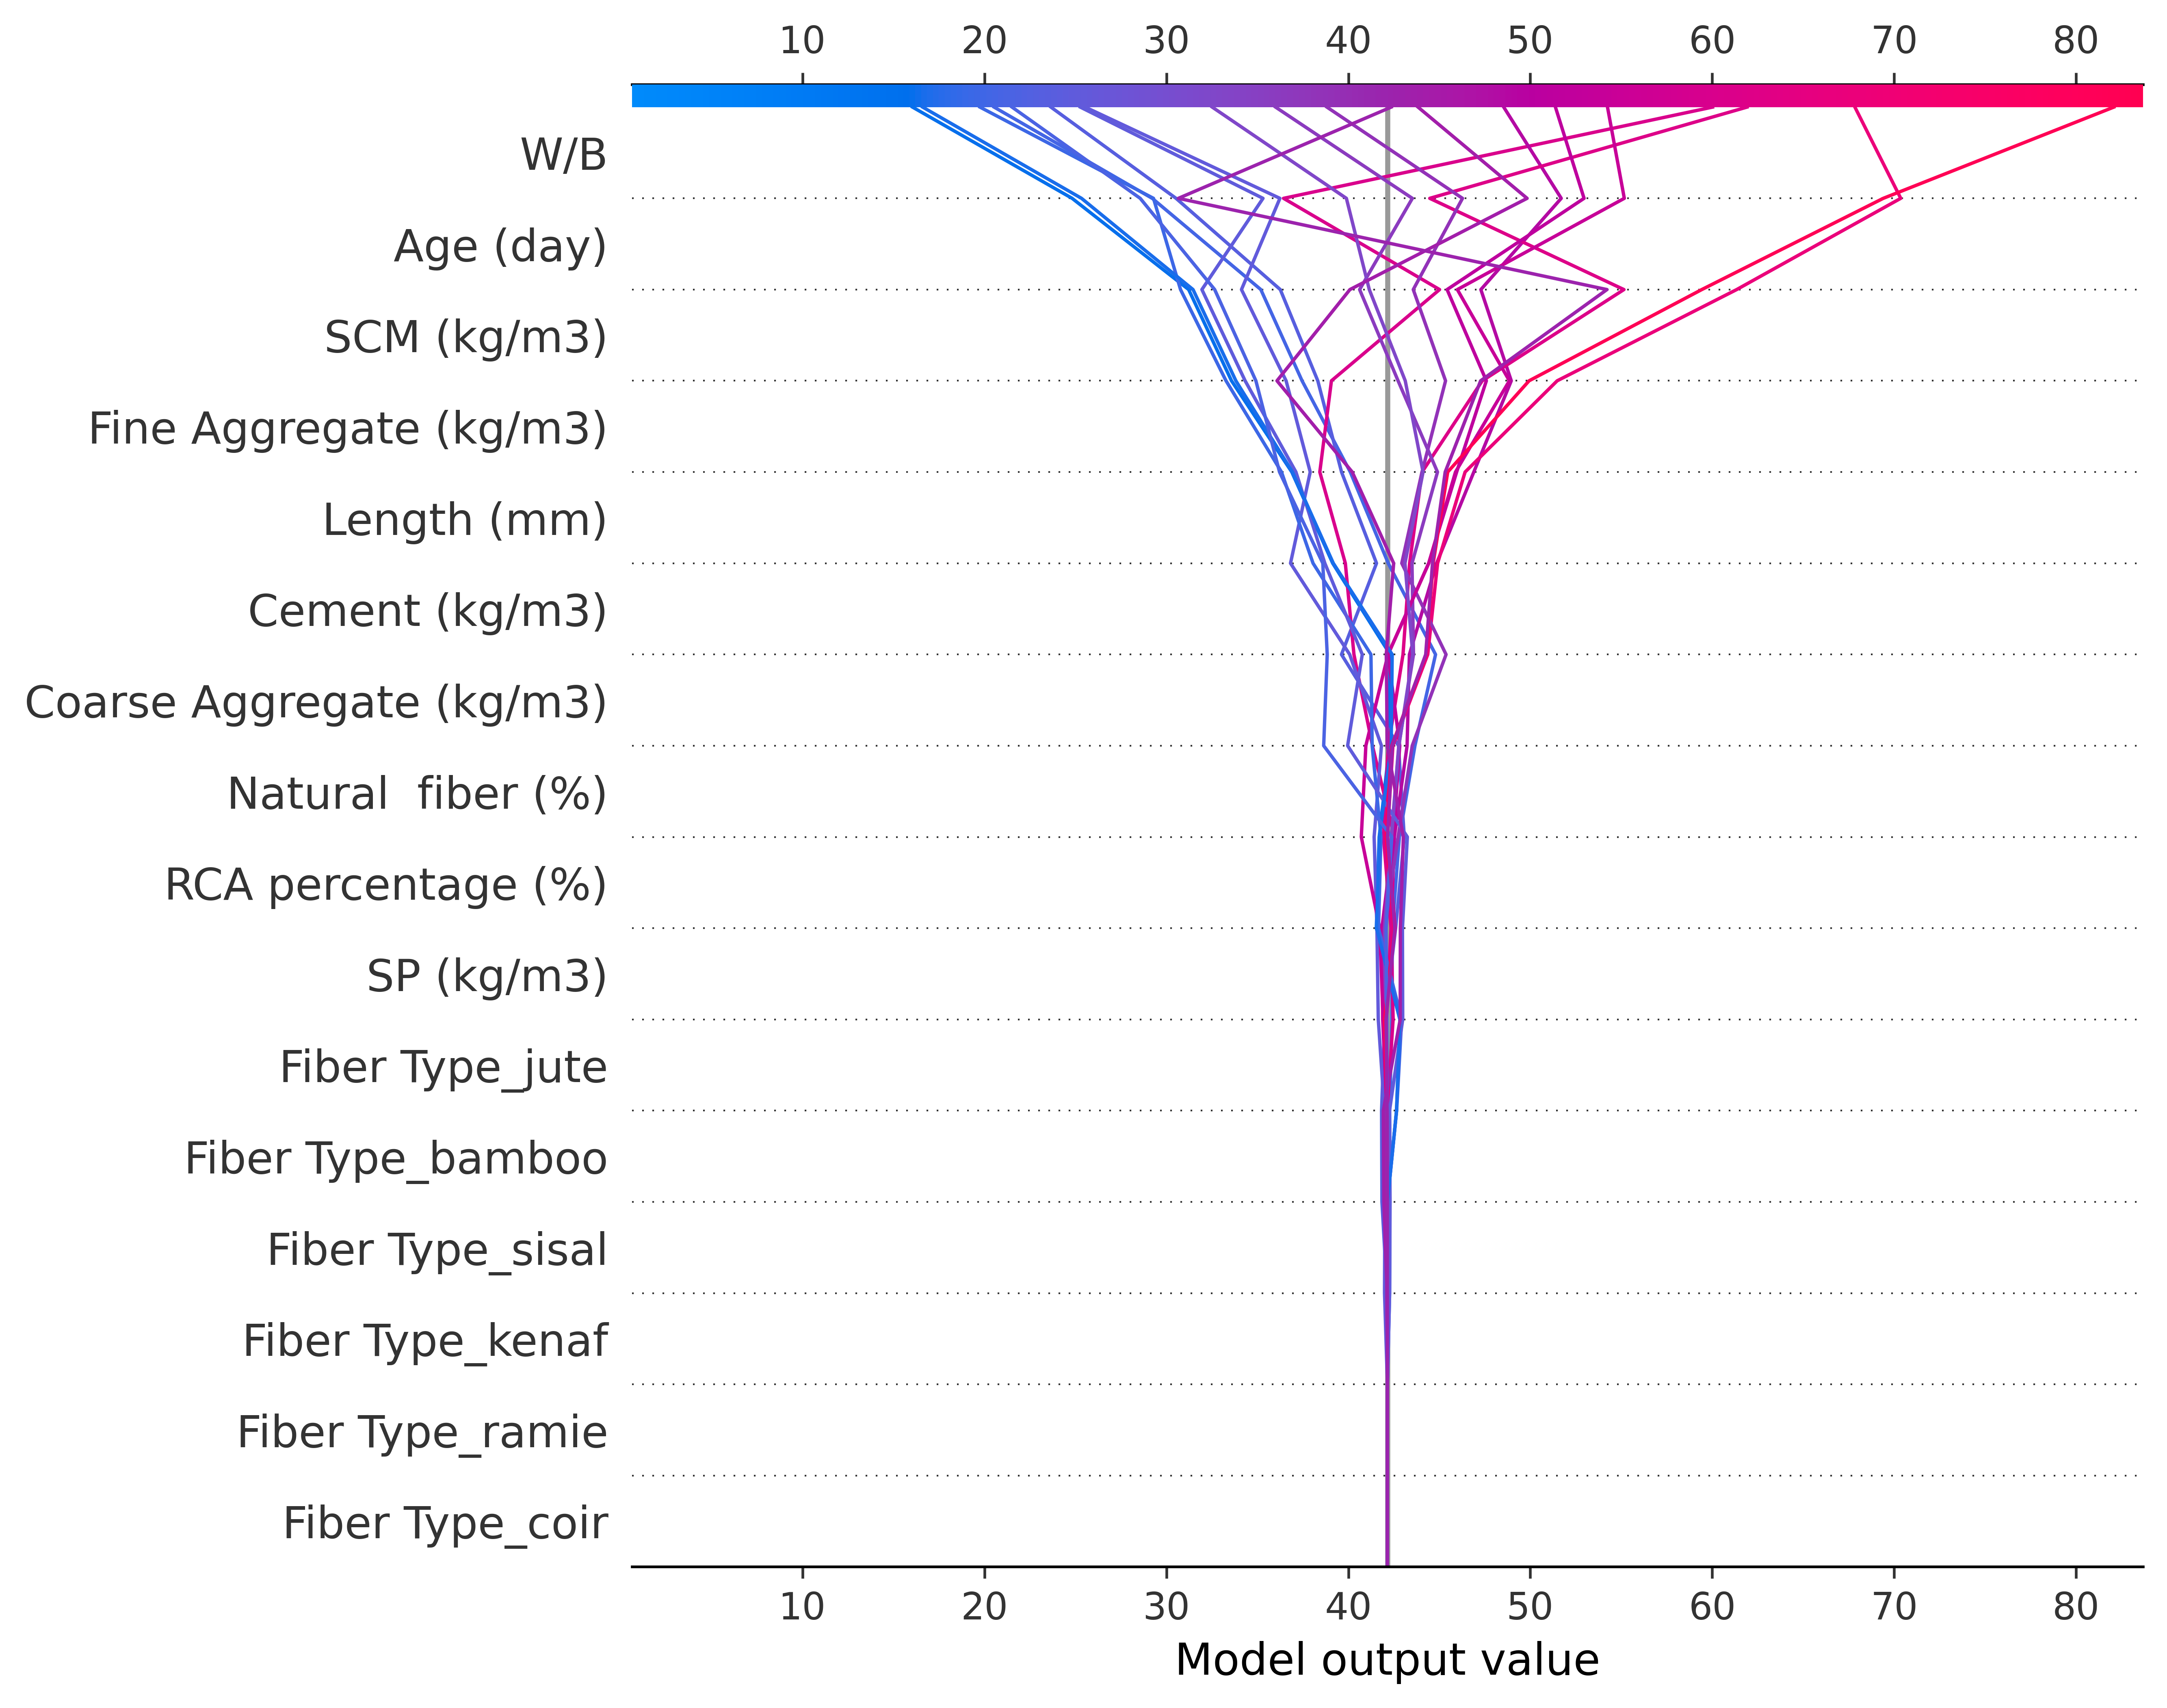 10 20 30 40 50 60 70 80
W/B
Age (day)
SCM (kg/m3)
Fine Aggregate (kg/m3)
Length (mm)
Cement (kg/m3)
Coarse Aggregate (kg/m3)
Natural  fiber (%)
RCA percentage (%)
SP (kg/m3)
Fiber Type_jute
Fiber Type_bamboo
Fiber Type_sisal
Fiber Type_kenaf
Fiber Type_ramie
Fiber Type_coir
10 20 30 40 50 60 70 80
Model output value